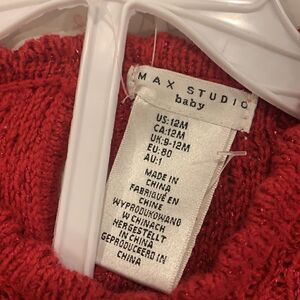 MAX STUDIO
baby
US:12M
CA:12M
UK:9-12M
EU:80
AU:1
MADE IN
CHINA
FABRIQUÉ EN
CHINE
WYPRODUKOWANO
W CHINACH
HERGESTELLT
IN CHINA
GEPRODUCEERD IN
CHINA